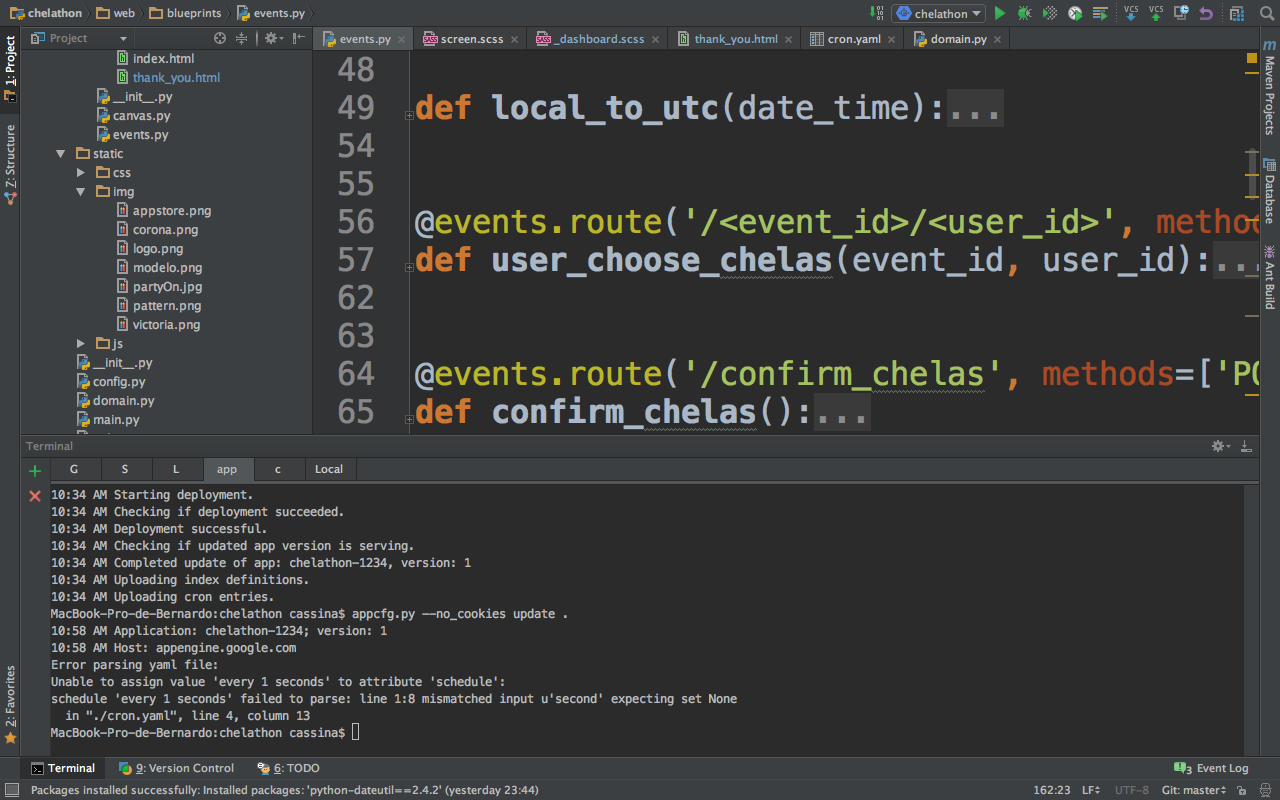 chelathon web blueprints events.py
chelathon
VCS VCS
1: Project
7: Structure
2: Favorites
Project
index.html
thank_you.html
__init__.py
canvas.py
events.py
static
css
img
appstore.png
corona.png
logo.png
modelo.png
partyOn.jpg
pattern.png
victoria.png
js
__init__.py
config.py
domain.py
main.py
events.py screen.scss _dashboard.scss thank_you.html cron.yaml domain.py
48
49 def local_to_utc(date_time):...
54
55
56 @events.route('/<event_id>/<user_id>', method
57 def user_choose_chelas(event_id, user_id):...
62
63
64 @events.route('/confirm_chelas', methods=['PO
65 def confirm_chelas():...
Maven Projects
Database
Ant Build
Terminal
G S L app c Local
10:34 AM Starting deployment.
10:34 AM Checking if deployment succeeded.
10:34 AM Deployment successful.
10:34 AM Checking if updated app version is serving.
10:34 AM Completed update of app: chelathon-1234, version: 1
10:34 AM Uploading index definitions.
10:34 AM Uploading cron entries.
MacBook-Pro-de-Bernardo:chelathon cassina$ appcfg.py --no_cookies update .
10:58 AM Application: chelathon-1234; version: 1
10:58 AM Host: appengine.google.com
Error parsing yaml file:
Unable to assign value 'every 1 seconds' to attribute 'schedule':
schedule 'every 1 seconds' failed to parse: line 1:8 mismatched input u'second' expecting set None
in "./cron.yaml", line 4, column 13
MacBook-Pro-de-Bernardo:chelathon cassina$
Terminal 9: Version Control 6: TODO 3 Event Log
Packages installed successfully: Installed packages: 'python-dateutil==2.4.2' (yesterday 23:44) 162:23 LF UTF-8 Git: master